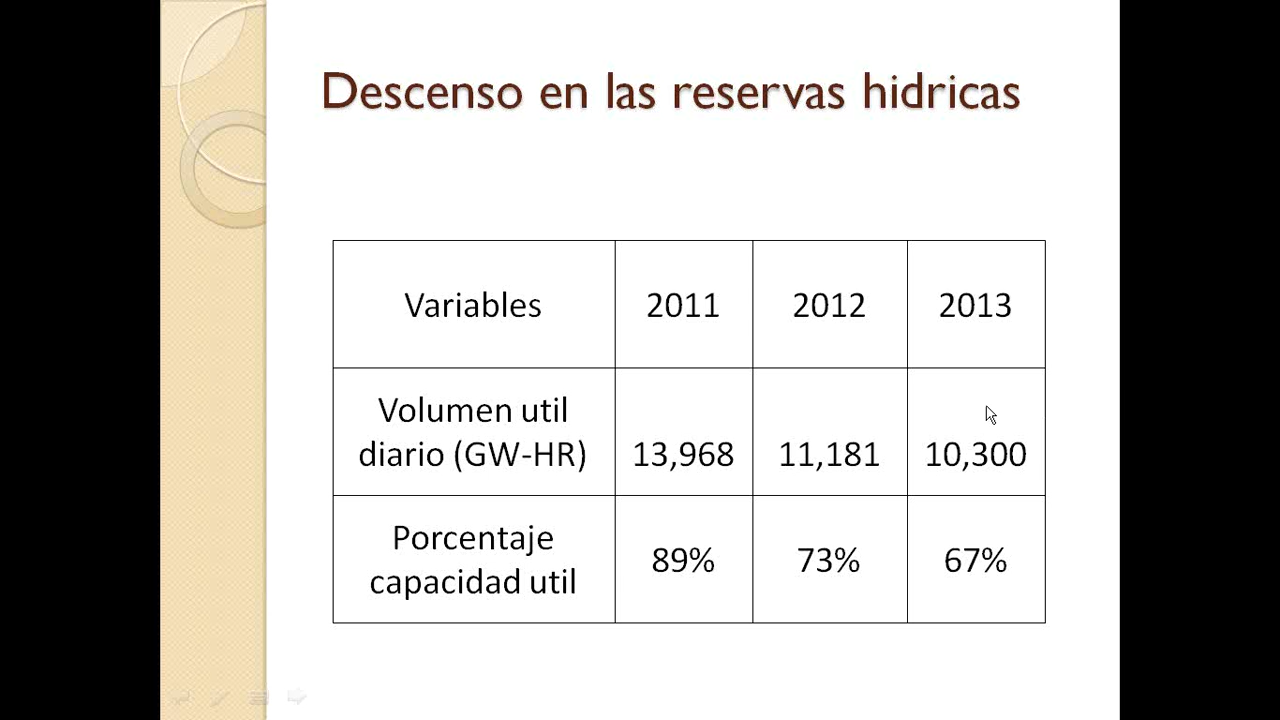 Descenso en las reservas hidricas
Variables 2011 2012 2013
Volumen util
diario (GW-HR) 13,968 11,181 10,300
Porcentaje
capacidad util 89% 73% 67%